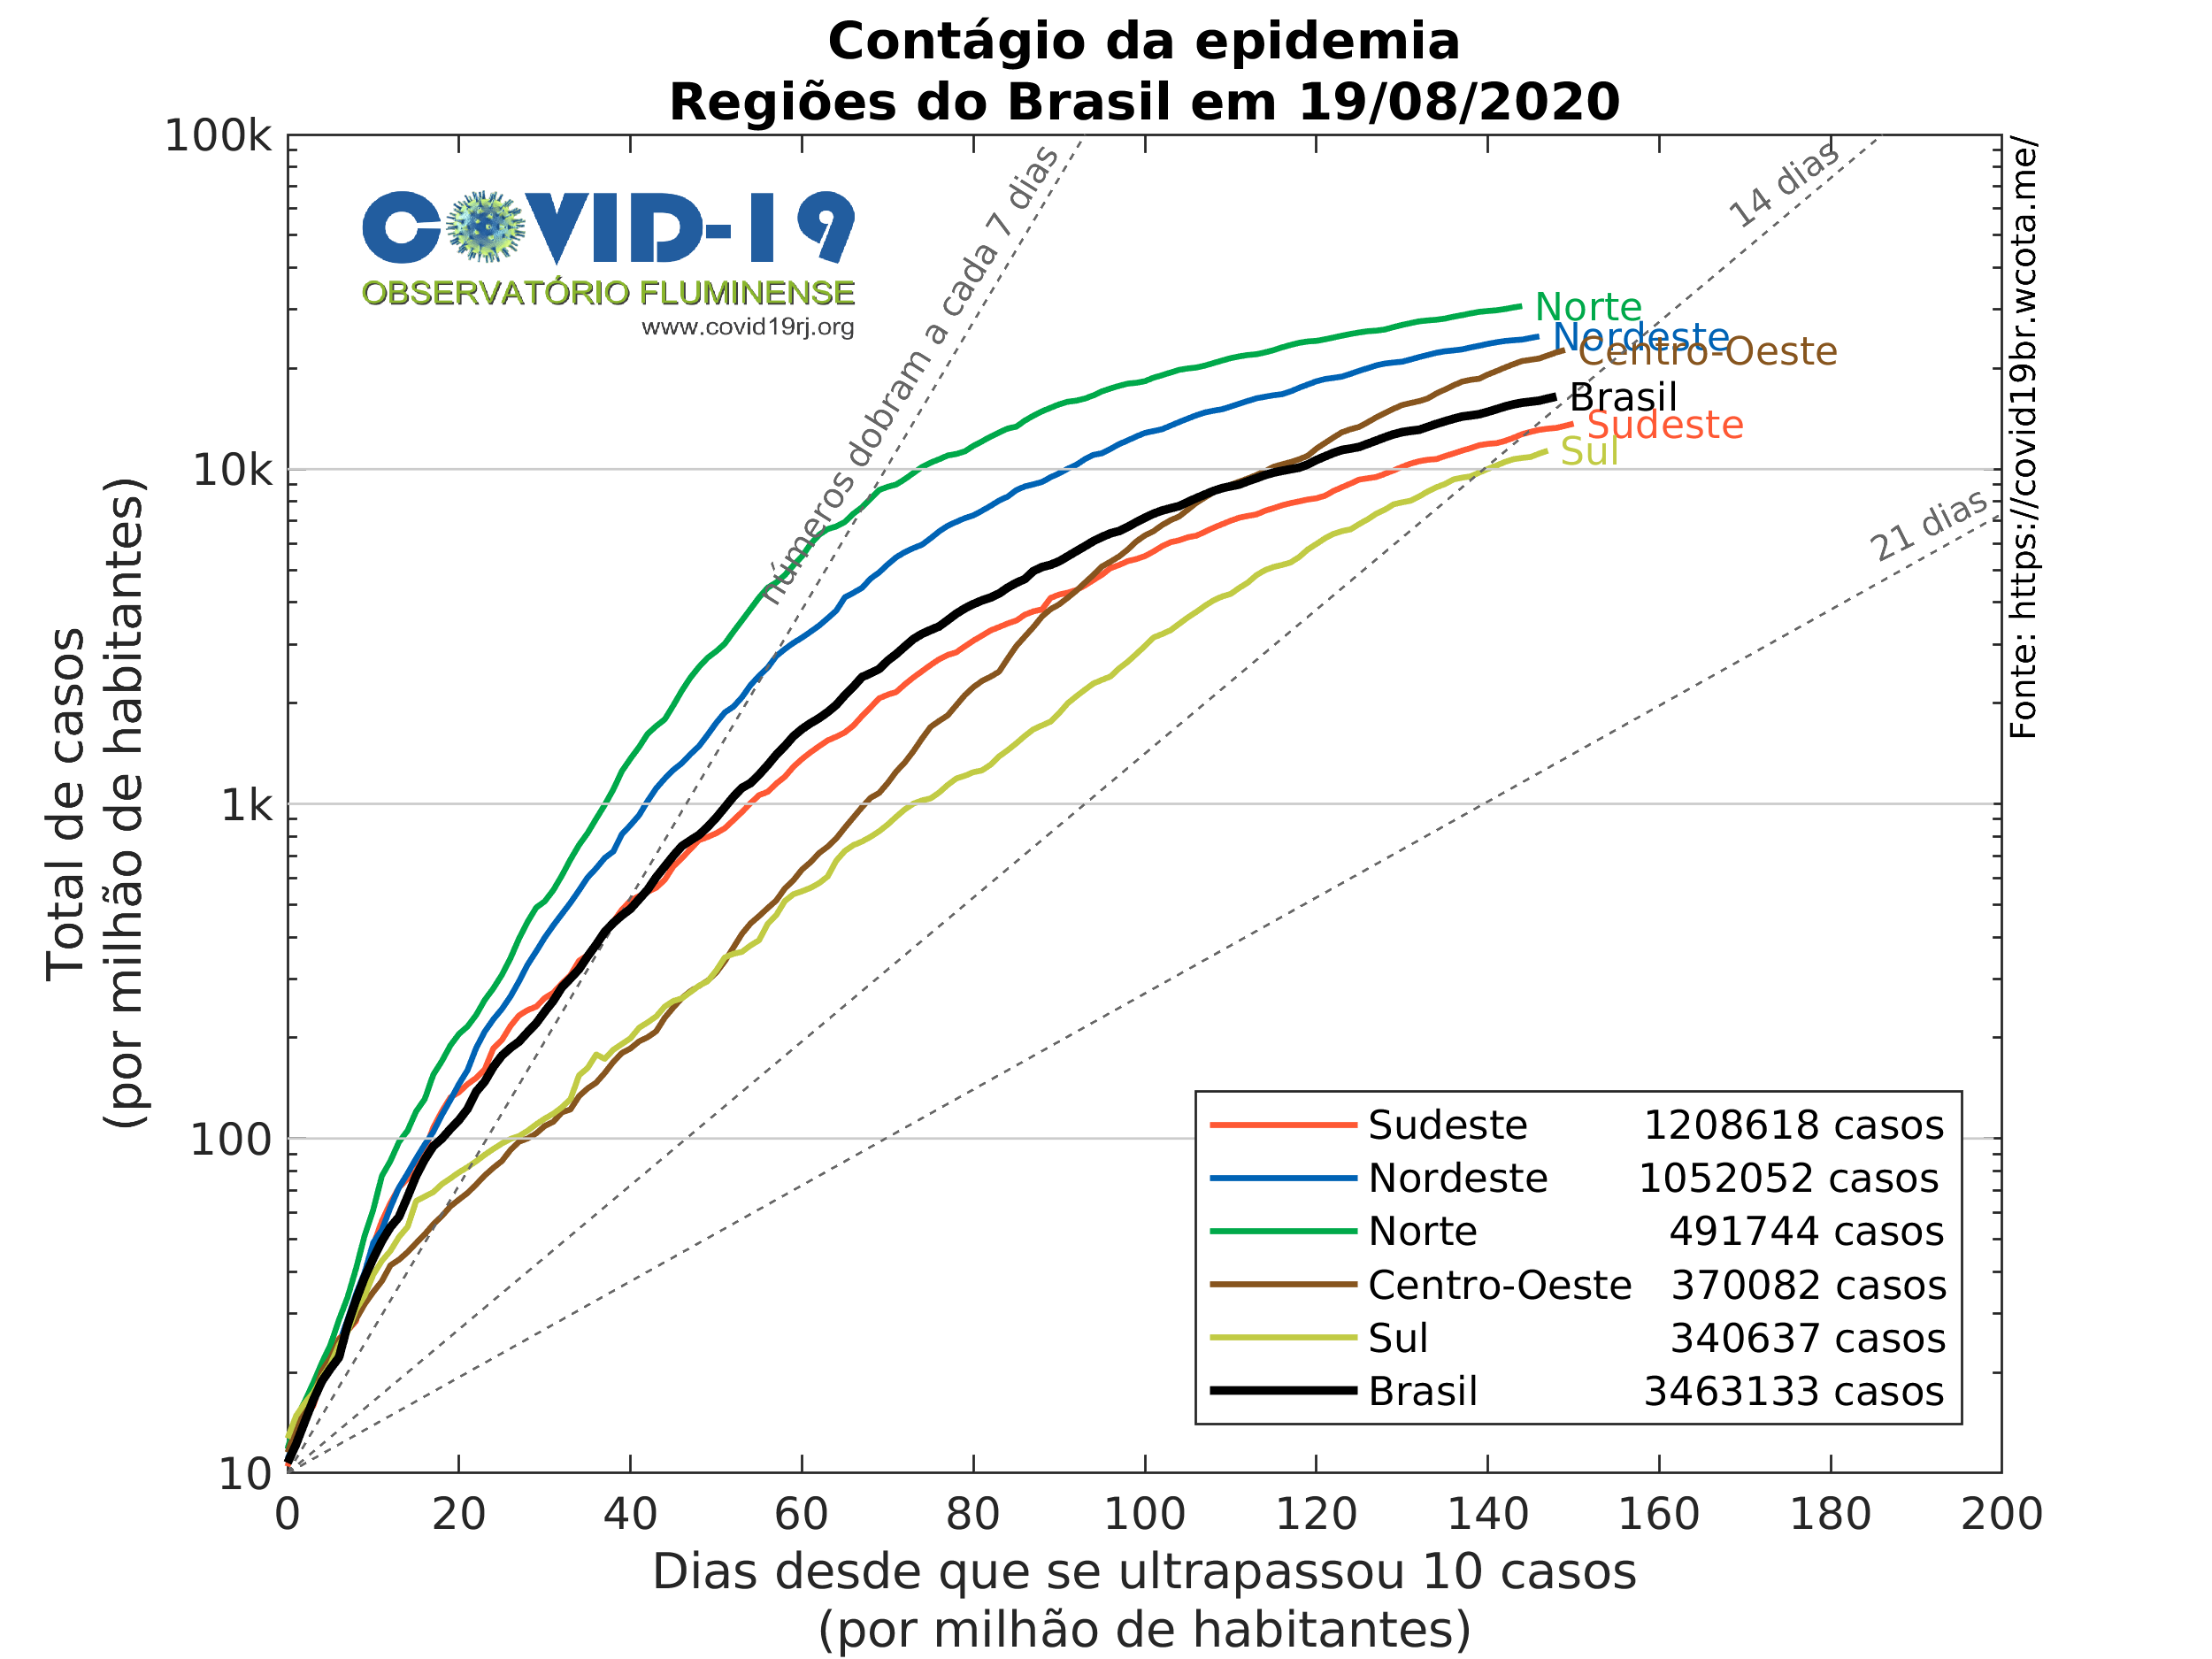 Contágio da epidemia
Regiões do Brasil em 19/08/2020
100k
10k
1k
100
10
Total de casos
(por milhão de habitantes)
COVID-19
OBSERVATÓRIO FLUMINENSE
www.covid19rj.org
números dobram a cada 7 dias
14 dias
21 dias
Norte
Nordeste
Centro-Oeste
Brasil
Sudeste
Sul
Fonte: https://covid19br.wcota.me/
Sudeste 1208618 casos
Nordeste 1052052 casos
Norte 491744 casos
Centro-Oeste 370082 casos
Sul 340637 casos
Brasil 3463133 casos
0 20 40 60 80 100 120 140 160 180 200
Dias desde que se ultrapassou 10 casos
(por milhão de habitantes)